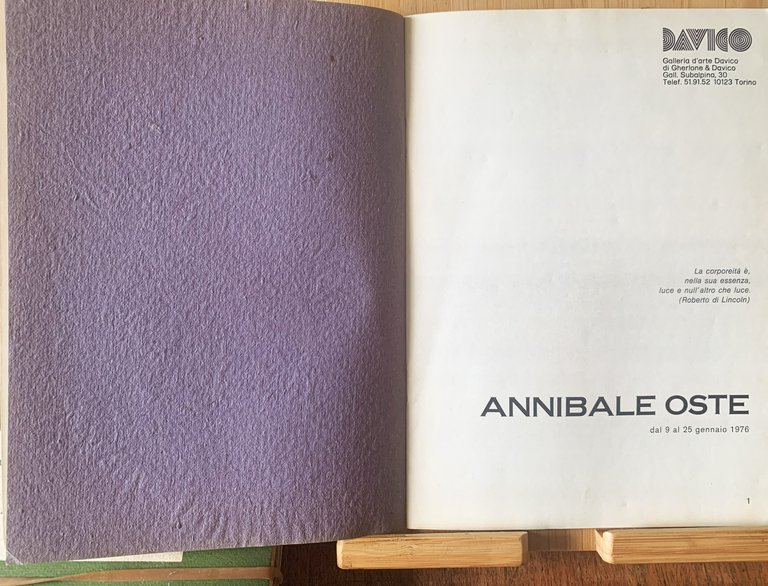 DAVICO
Galleria d'arte Davico
di Gherlone & Davico
Gall. Subalpina, 30
Telef. 51.91.52 10123 Torino
La corporeità è,
nella sua essenza,
luce e null'altro che luce.
(Roberto di Lincoln)
ANNIBALE OSTE
dal 9 al 25 gennaio 1976
1